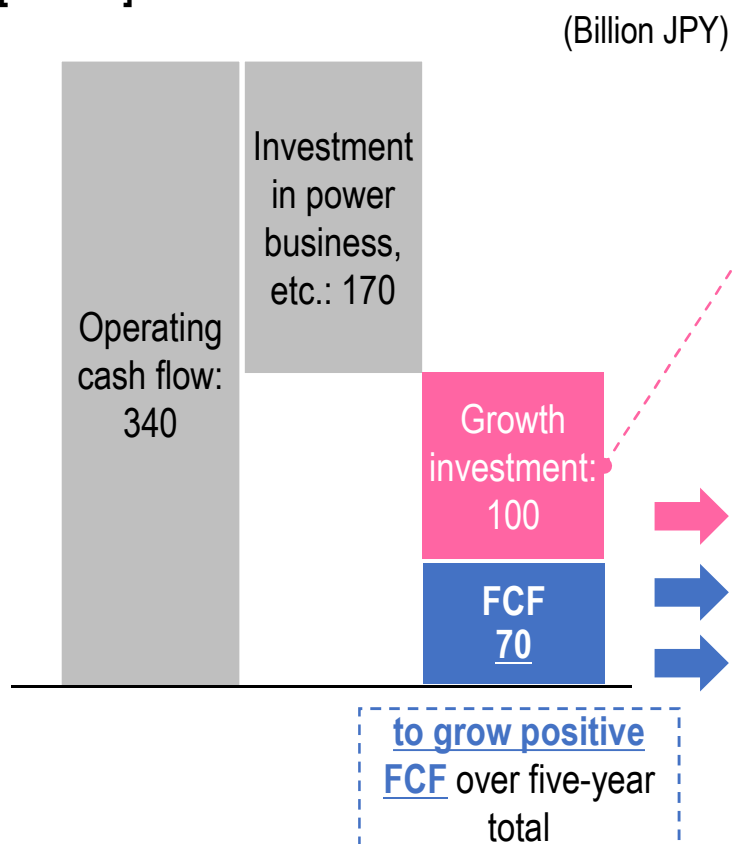 (Billion JPY)
Investment
in power
business,
etc.: 170
Operating
cash flow:
340
Growth
investment:
100
FCF
70
to grow positive
FCF over five-year
total